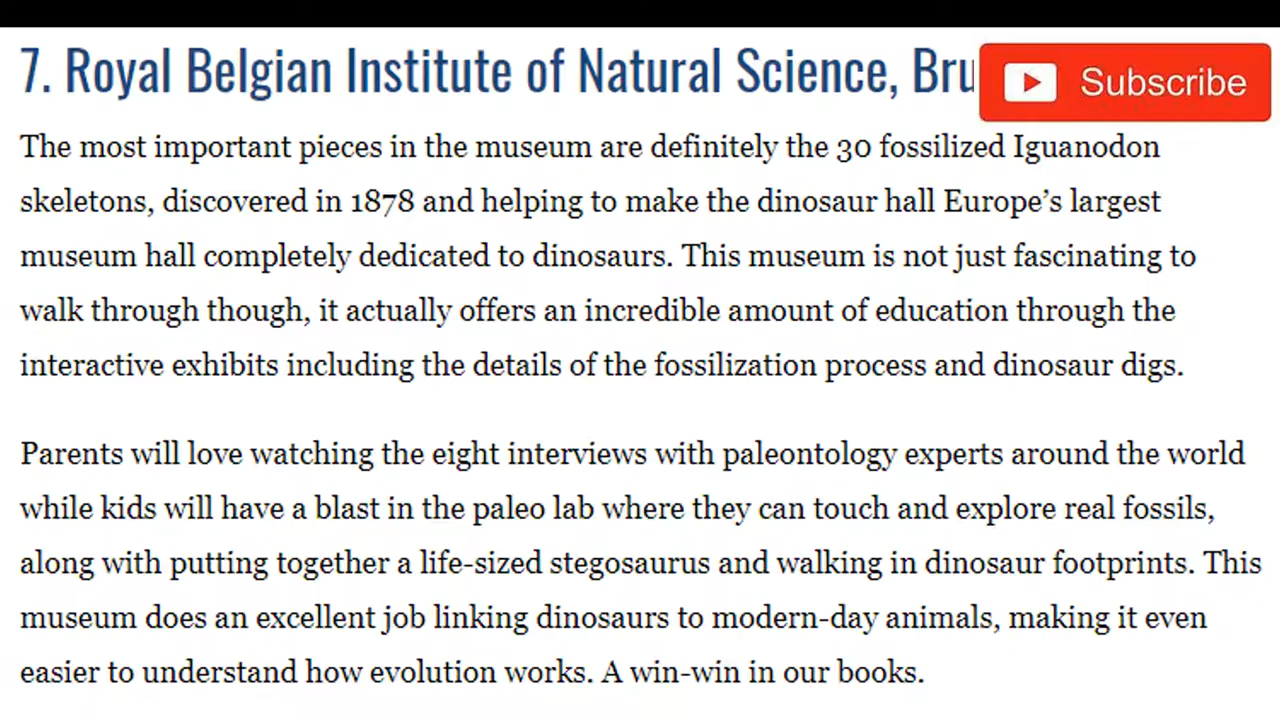 7. Royal Belgian Institute of Natural Science,
Subscribe
The most important pieces in the museum are definitely the 30 fossilized Iguanodon
skeletons, discovered in 1878 and helping to make the dinosaur hall Europe’s largest
museum hall completely dedicated to dinosaurs. This museum is not just fascinating to
walk through though, it actually offers an incredible amount of education through the
interactive exhibits including the details of the fossilization process and dinosaur digs.
Parents will love watching the eight interviews with paleontology experts around the world
while kids will have a blast in the paleo lab where they can touch and explore real fossils,
along with putting together a life-sized stegosaurus and walking in dinosaur footprints. This
museum does an excellent job linking dinosaurs to modern-day animals, making it even
easier to understand how evolution works. A win-win in our books.